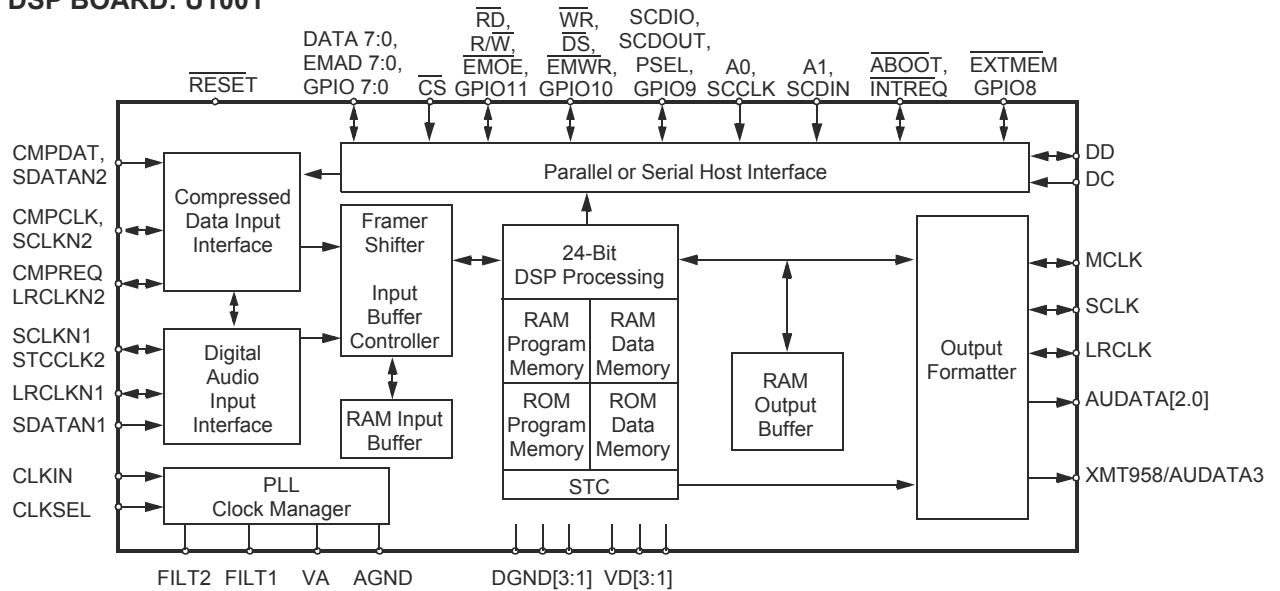 DSP BOARD: U1001
RESET
DATA 7:0,
EMAD 7:0,
GPIO 7:0
CS
RD,
R/W,
EMOE,
GPIO11
WR,
DS,
EMWR,
GPIO10
SCDIO,
SCDOUT,
PSEL,
GPIO9
A0,
SCCLK
A1,
SCDIN
ABOOT,
INTREQ
EXTMEM
GPIO8
CMPDAT,
SDATAN2
CMPCLK,
SCLKN2
CMPREQ
LRCLKN2
SCLKN1
STCCLK2
LRCLKN1
SDATAN1
CLKIN
CLKSEL
Compressed
Data Input
Interface
Digital
Audio
Input
Interface
PLL
Clock Manager
Parallel or Serial Host Interface
Framer
Shifter
Input
Buffer
Controller
RAM Input
Buffer
24-Bit
DSP Processing
RAM
Program
Memory
RAM
Data
Memory
ROM
Program
Memory
ROM
Data
Memory
STC
RAM
Output
Buffer
Output
Formatter
DD
DC
MCLK
SCLK
LRCLK
AUDATA[2.0]
XMT958/AUDATA3
FILT2
FILT1
VA
AGND
DGND[3:1]
VD[3:1]